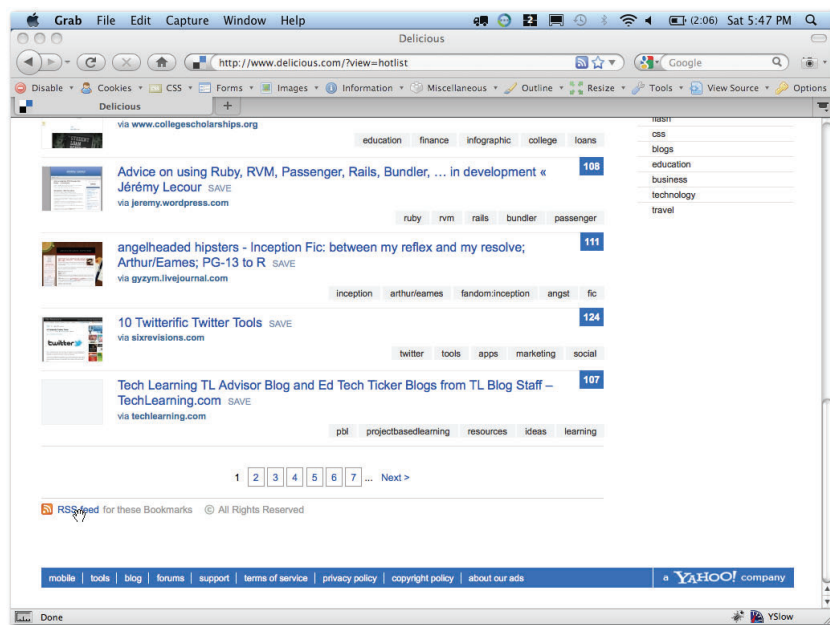 Grab File Edit Capture Window Help (2:06) Sat 5:47 PM
Delicious
http://www.delicious.com/?view=hotlist Google
Disable Cookies CSS Forms Images Information Miscellaneous Outline Resize Tools View Source Options
Delicious +
via www.collegescholarships.org
education finance infographic college loans
Advice on using Ruby, RVM, Passenger, Rails, Bundler, … in development « 108
Jérémy Lecour SAVE
via jeremy.wordpress.com
ruby rvm rails bundler passenger
angelheaded hipsters - Inception Fic: between my reflex and my resolve; 111
Arthur/Eames; PG-13 to R SAVE
via gyzym.livejournal.com
inception arthur/eames fandom:inception angst fic
10 Twitterific Twitter Tools SAVE 124
via sixrevisions.com
twitter
twitter tools apps marketing social
Tech Learning TL Advisor Blog and Ed Tech Ticker Blogs from TL Blog Staff – 107
TechLearning.com SAVE
via techlearning.com
pbl projectbasedlearning resources ideas learning
1 2 3 4 5 6 7 ... Next >
RSS feed for these Bookmarks © All Rights Reserved
flash
css
blogs
education
business
technology
travel
mobile | tools | blog | forums | support | terms of service | privacy policy | copyright policy | about our ads a YAHOO! company
Done YSlow